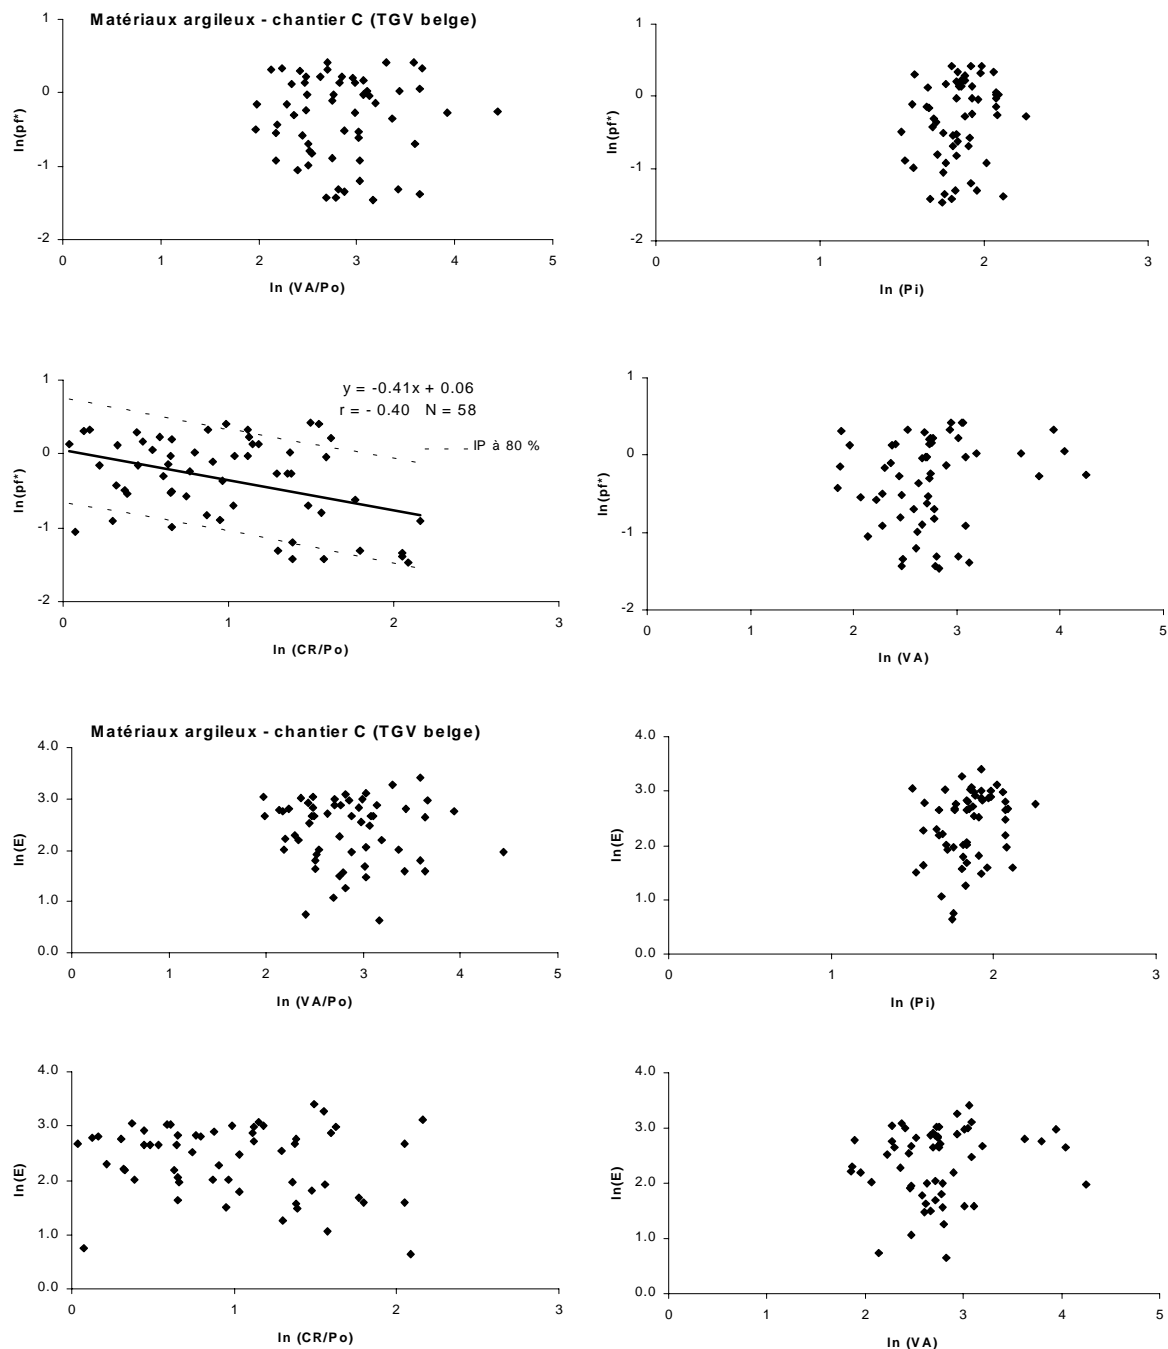 Matériaux argileux - chantier C (TGV belge)
1
0
-1
-2
ln(pf*)
0 1 2 3 4 5
ln (VA/Po)
1
0
-1
-2
ln(pf*)
0 1 2 3
ln (Pi)
1
0
-1
-2
ln(pf*)
y = -0.41x + 0.06
r = - 0.40 N = 58
IP à 80 %
0 1 2 3
ln (CR/Po)
1
0
-1
-2
ln(pf*)
0 1 2 3 4 5
ln (VA)
Matériaux argileux - chantier C (TGV belge)
4.0
3.0
2.0
1.0
0.0
ln(E)
0 1 2 3 4 5
ln (VA/Po)
4.0
3.0
2.0
1.0
0.0
ln(E)
0 1 2 3
ln (Pi)
4.0
3.0
2.0
1.0
0.0
ln(E)
0 1 2 3
ln (CR/Po)
4.0
3.0
2.0
1.0
0.0
ln(E)
0 1 2 3 4 5
ln (VA)